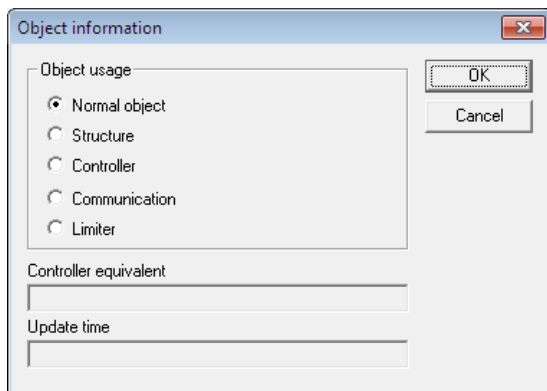 Object information
Object usage
Normal object
Structure
Controller
Communication
Limiter
OK
Cancel
Controller equivalent
Update time